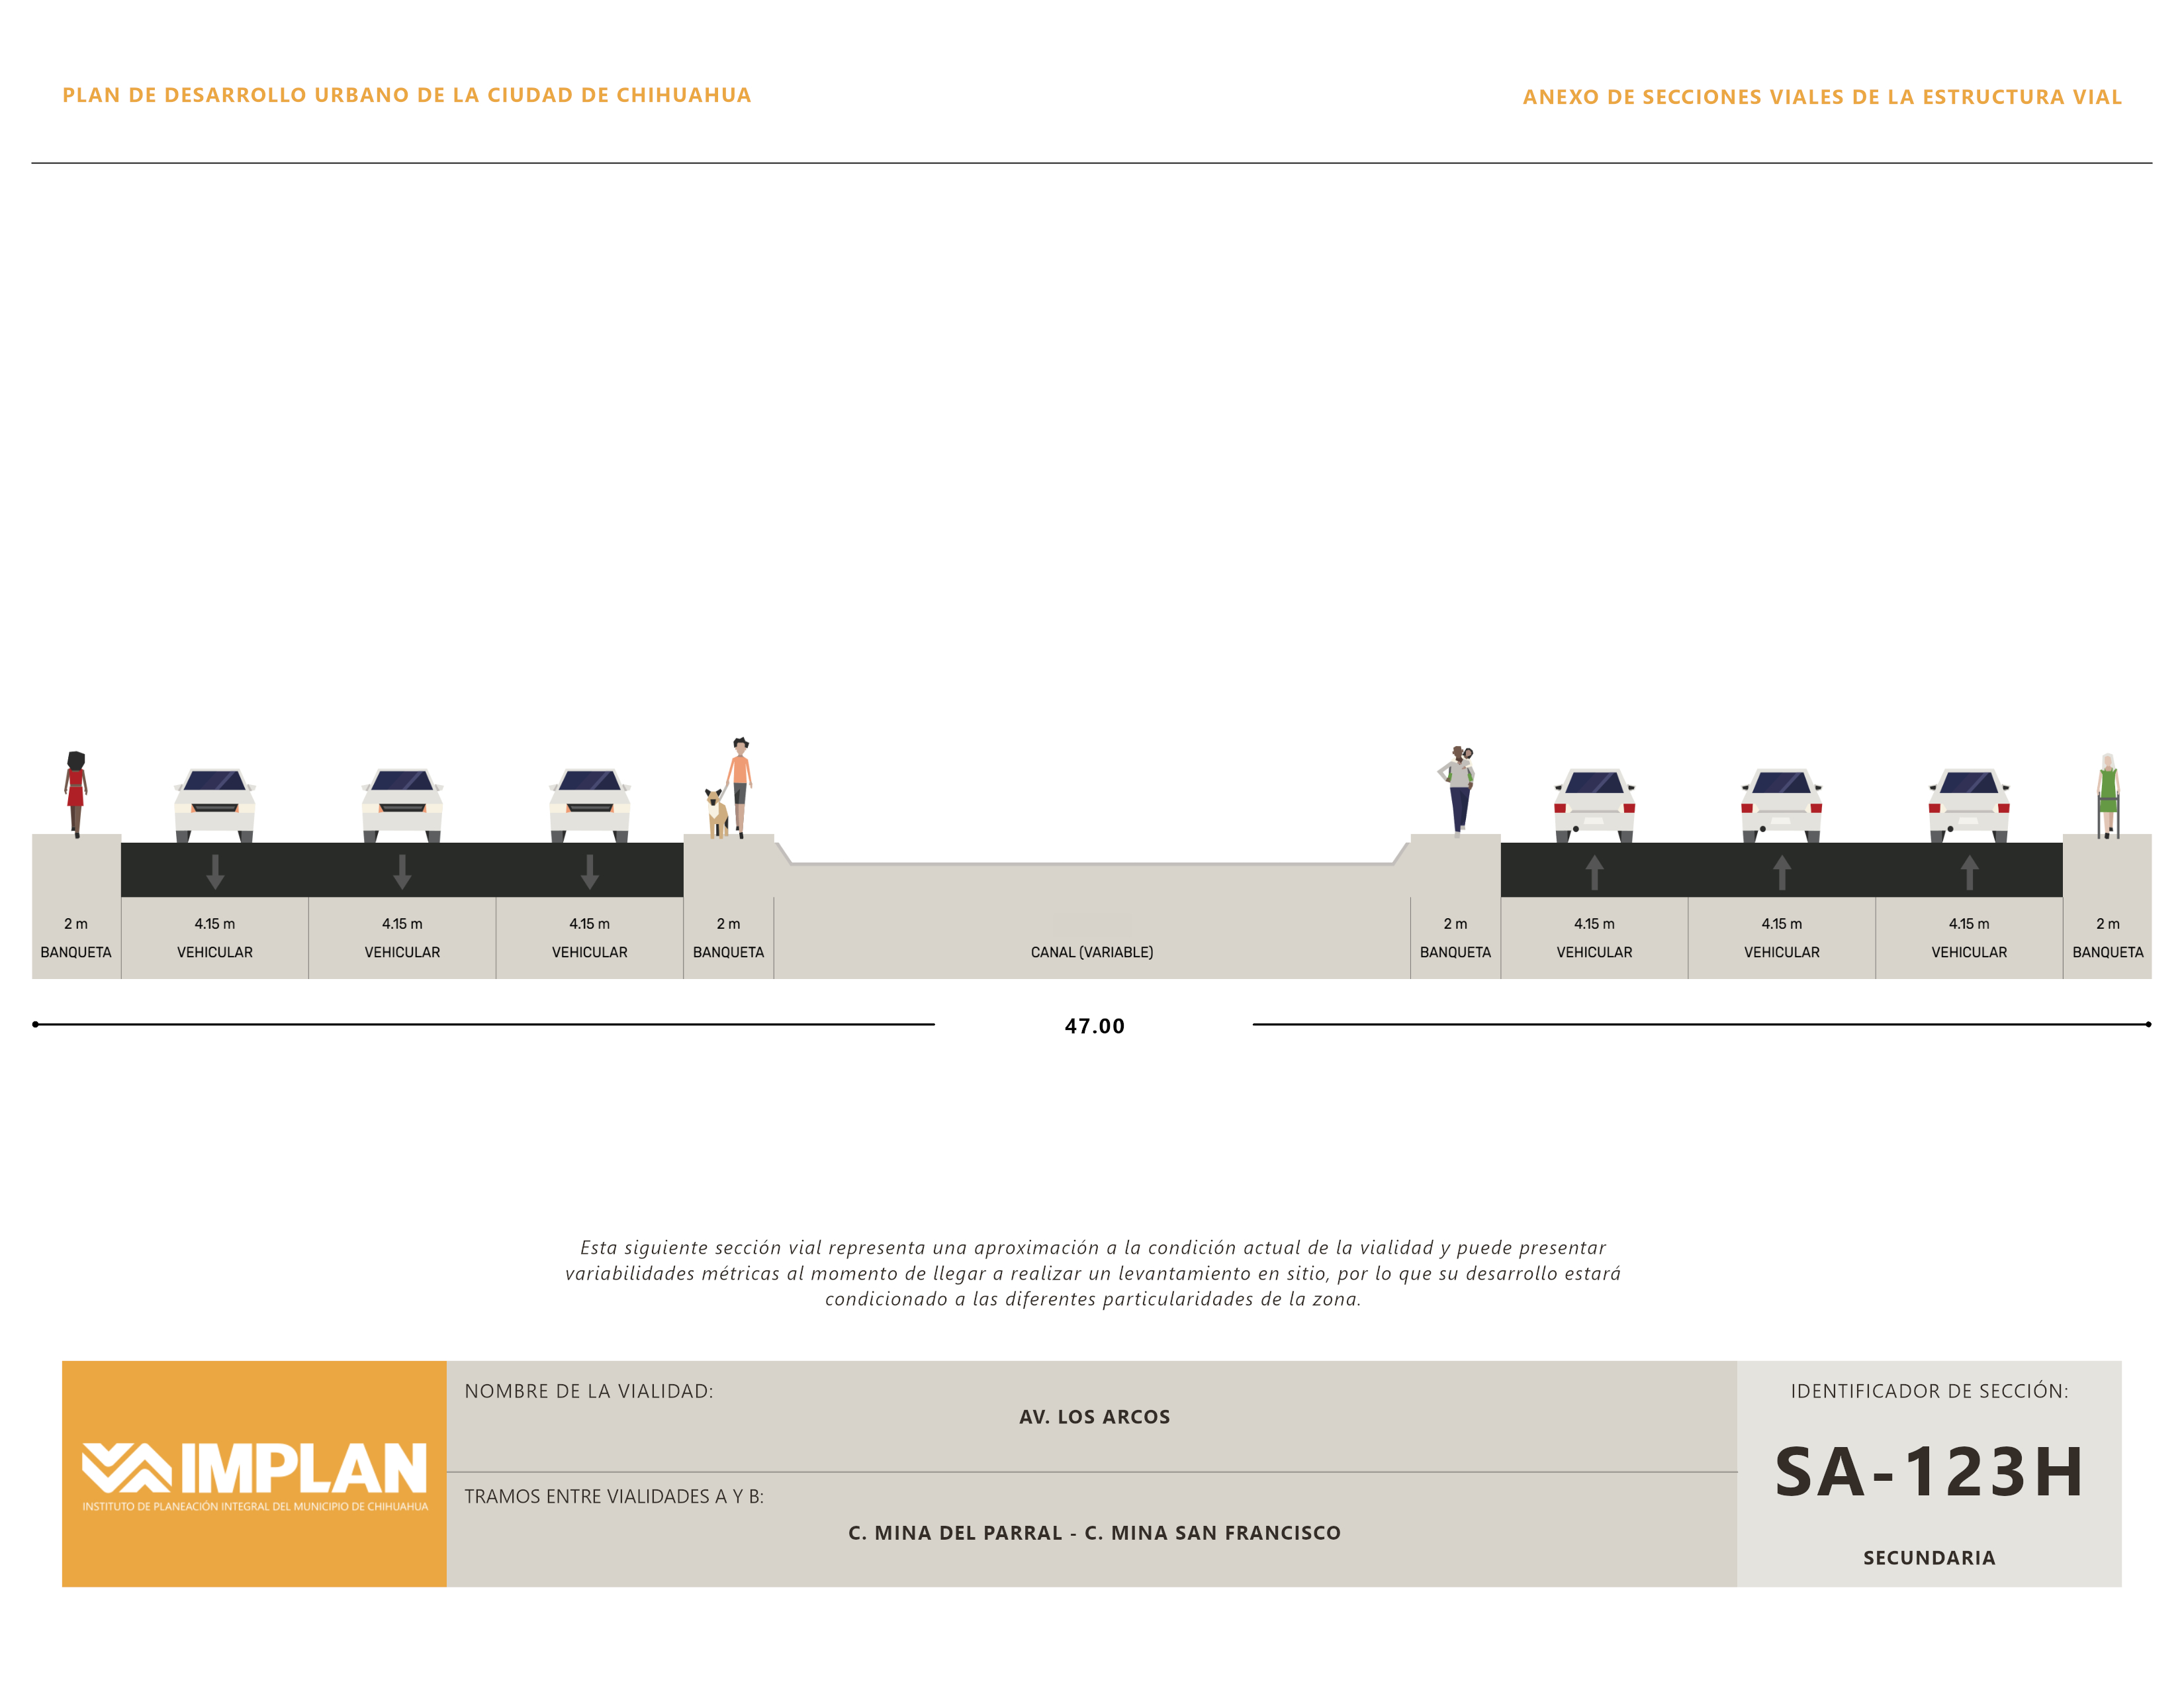 PLAN DE DESARROLLO URBANO DE LA CIUDAD DE CHIHUAHUA
ANEXO DE SECCIONES VIALES DE LA ESTRUCTURA VIAL
2 m 4.15 m 4.15 m 4.15 m 2 m 2 m 4.15 m 4.15 m 4.15 m 2 m
BANQUETA VEHICULAR VEHICULAR VEHICULAR BANQUETA CANAL (VARIABLE) BANQUETA VEHICULAR VEHICULAR VEHICULAR BANQUETA
47.00
Esta siguiente sección vial representa una aproximación a la condición actual de la vialidad y puede presentar
variabilidades métricas al momento de llegar a realizar un levantamiento en sitio, por lo que su desarrollo estará
condicionado a las diferentes particularidades de la zona.
IMPLAN
INSTITUTO DE PLANEACIÓN INTEGRAL DEL MUNICIPIO DE CHIHUAHUA
NOMBRE DE LA VIALIDAD:
AV. LOS ARCOS
TRAMOS ENTRE VIALIDADES A Y B:
C. MINA DEL PARRAL - C. MINA SAN FRANCISCO
IDENTIFICADOR DE SECCIÓN:
SA-123H
SECUNDARIA